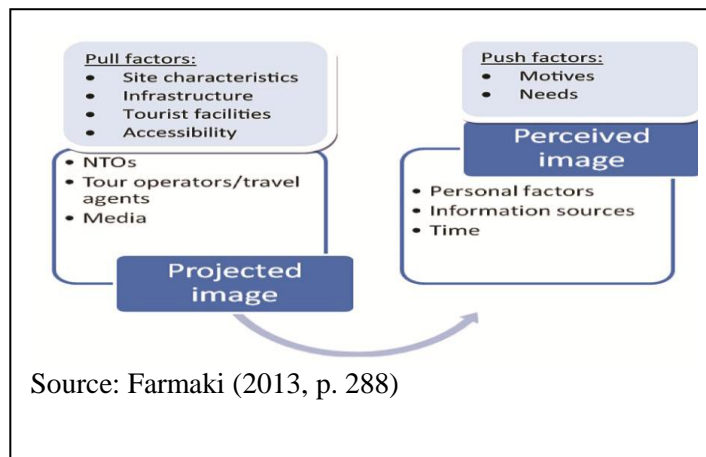 Pull factors:
• Site characteristics
• Infrastructure
• Tourist facilities
• Accessibility
• NTOs
• Tour operators/travel
agents
• Media
Projected
image
Push factors:
• Motives
• Needs
Perceived
image
• Personal factors
• Information sources
• Time
Source: Farmaki (2013, p. 288)